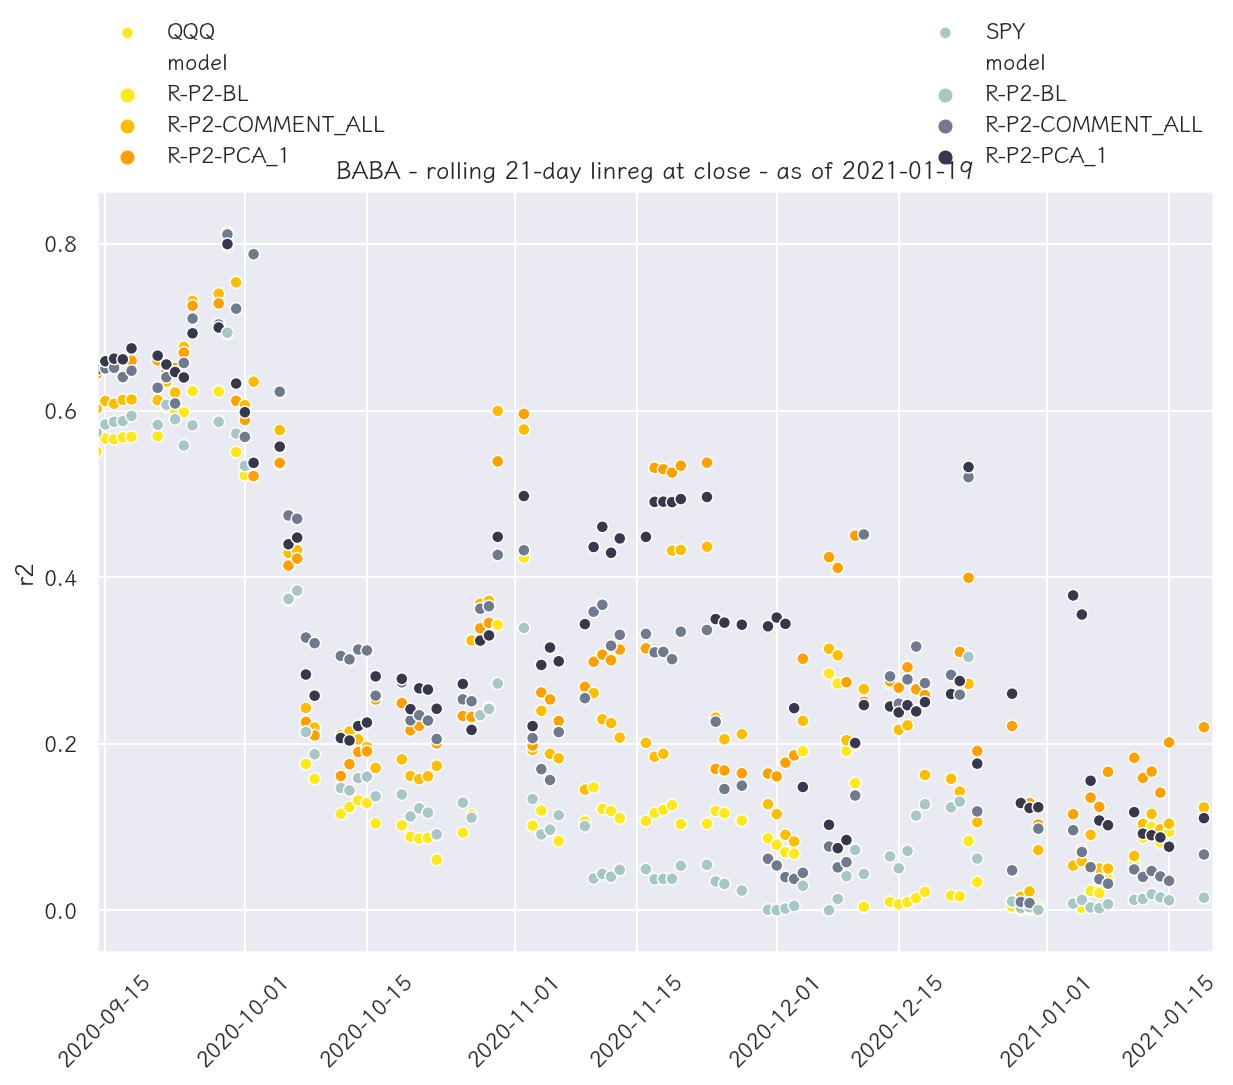 QQQ
model
R-P2-BL
R-P2-COMMENT_ALL
R-P2-PCA_1
SPY
model
R-P2-BL
R-P2-COMMENT_ALL
R-P2-PCA_1
BABA - rolling 21-day linreg at close - as of 2021-01-19
r2
0.8
0.6
0.4
0.2
0.0
2020-09-15
2020-10-01
2020-10-15
2020-11-01
2020-11-15
2020-12-01
2020-12-15
2021-01-01
2021-01-15